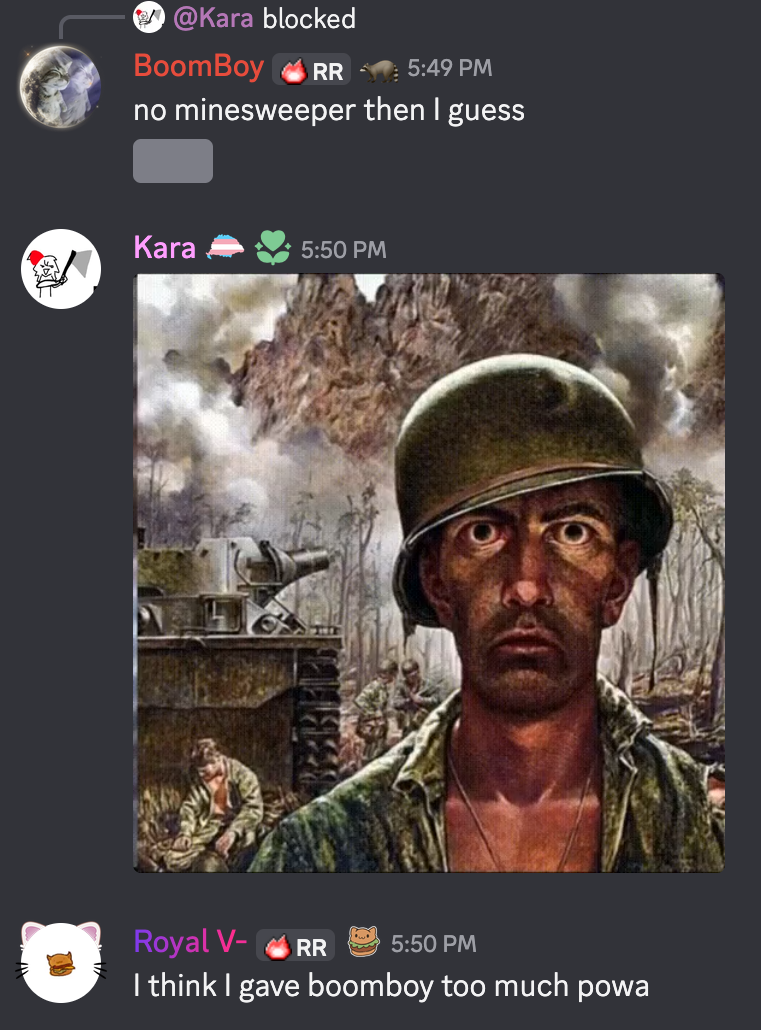 @Kara blocked
BoomBoy RR 5:49 PM
no minesweeper then I guess
Kara 5:50 PM
Royal V- RR 5:50 PM
I think I gave boomboy too much powa